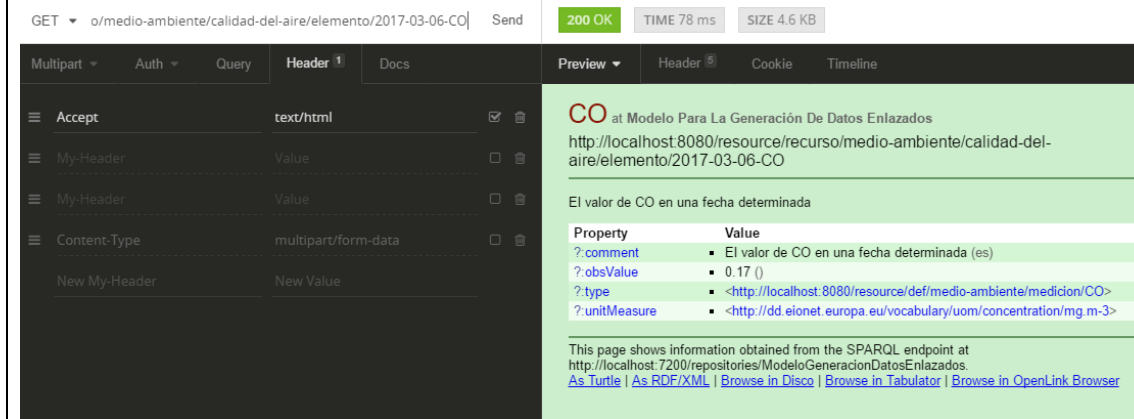 GET o/medio-ambiente/calidad-del-aire/elemento/2017-03-06-CO Send
200 OK TIME 78 ms SIZE 4.6 KB
Multipart Auth Query Header 1 Docs
Preview Header 5 Cookie Timeline
Accept text/html
My-Header Value
My-Header Value
Content-Type multipart/form-data
New My-Header New Value
CO at Modelo Para La Generación De Datos Enlazados
http://localhost:8080/resource/recurso/medio-ambiente/calidad-del-
aire/elemento/2017-03-06-CO
El valor de CO en una fecha determinada
Property Value
?:comment El valor de CO en una fecha determinada (es)
?:obsValue 0.17 ()
?:type <http://localhost:8080/resource/def/medio-ambiente/medicion/CO>
?:unitMeasure <http://dd.eionet.europa.eu/vocabulary/uom/concentration/mg.m-3>
This page shows information obtained from the SPARQL endpoint at
http://localhost:7200/repositories/ModeloGeneracionDatosEnlazados.
As Turtle | As RDF/XML | Browse in Disco | Browse in Tabulator | Browse in OpenLink Browser